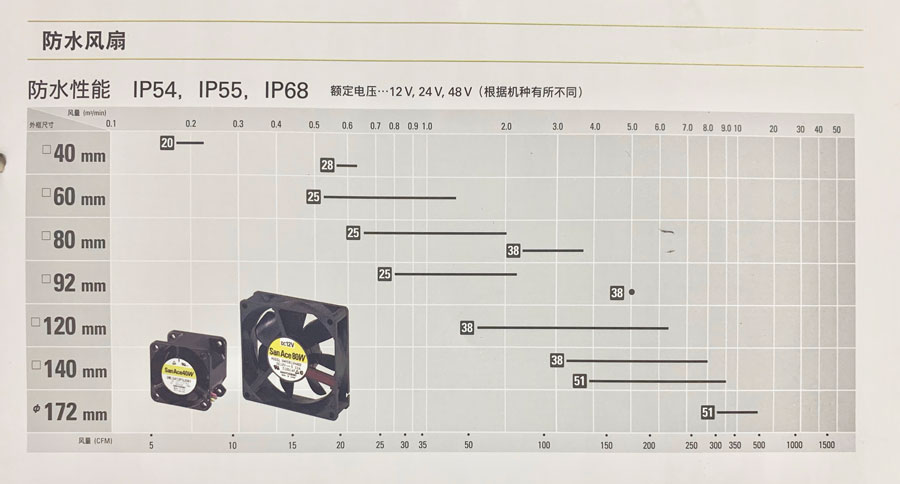 防水风扇
防水性能 IP54, IP55, IP68 额定电压…12 V, 24 V, 48 V（根据机种有所不同）
风量 (m³/min)
外框尺寸
0.1 0.2 0.3 0.4 0.5 0.6 0.7 0.8 0.9 1.0 2.0 3.0 4.0 5.0 6.0 7.0 8.0 9.0 10 20 30 40 50
□40 mm 20
28
□60 mm 25
□80 mm 25
38
□92 mm 25
38
□120 mm 38
□140 mm 38
51
ϕ172 mm 51
DC12V
San Ace 80W
San Ace 40W
风量 (CFM) 5 10 15 20 25 30 35 50 100 150 200 250 300 350 500 1000 1500